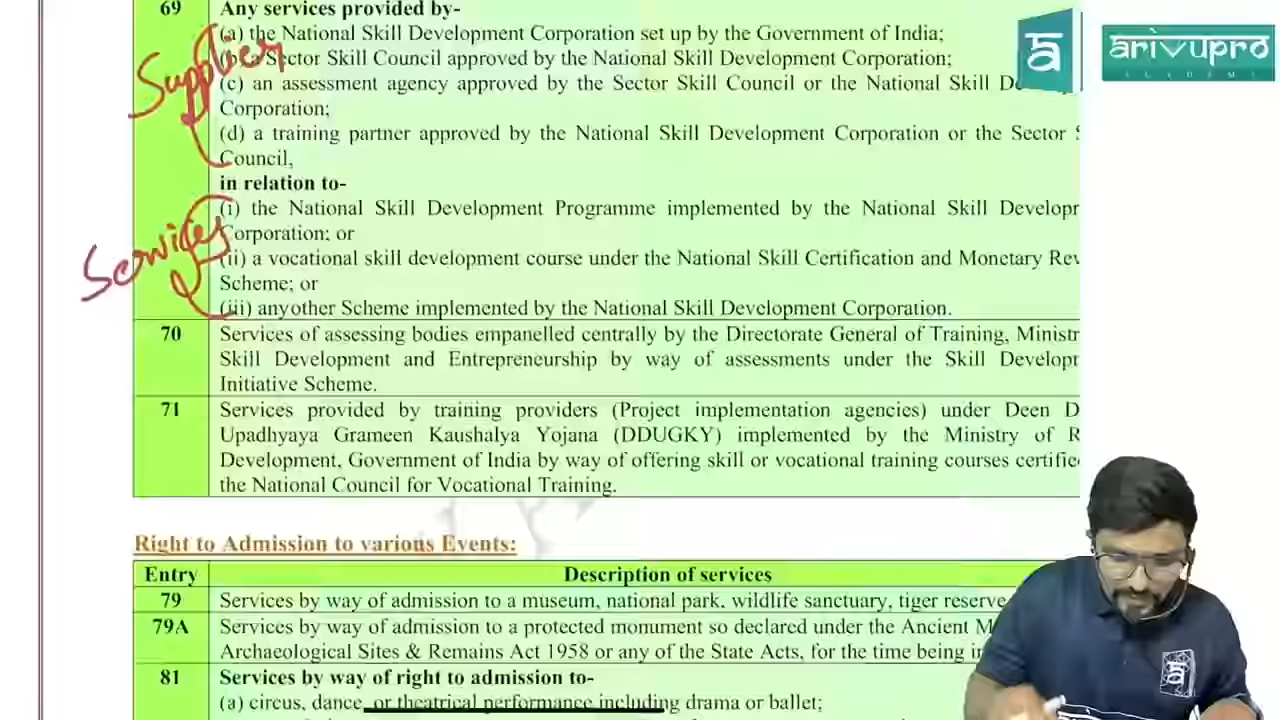 69 Any services provided by-
(a) the National Skill Development Corporation set up by the Government of India;
a Sector Skill Council approved by the National Skill Development Corporation;
(c) an assessment agency approved by the Sector Skill Council or the National Skill
Corporation;
(d) a training partner approved by the National Skill Development Corporation or the Sector
Council,
in relation to-
(i) the National Skill Development Programme implemented by the National Skill Developr
Corporation; or
(ii) a vocational skill development course under the National Skill Certification and Monetary Rev
Scheme; or
(iii) anyother Scheme implemented by the National Skill Development Corporation.
Supplier
Services
70 Services of assessing bodies empanelled centrally by the Directorate General of Training, Ministr
Skill Development and Entrepreneurship by way of assessments under the Skill Developr
Initiative Scheme.
71 Services provided by training providers (Project implementation agencies) under Deen D
Upadhyaya Grameen Kaushalya Yojana (DDUGKY) implemented by the Ministry of R
Development, Government of India by way of offering skill or vocational training courses certifie
the National Council for Vocational Training.
Right to Admission to various Events:
Entry Description of services
79 Services by way of admission to a museum, national park, wildlife sanctuary, tiger reserve
79A Services by way of admission to a protected monument so declared under the Ancient M
Archaeological Sites & Remains Act 1958 or any of the State Acts, for the time being in
81 Services by way of right to admission to-
(a) circus, dance, or theatrical performance including drama or ballet;
ā arivupro
ACADEMY